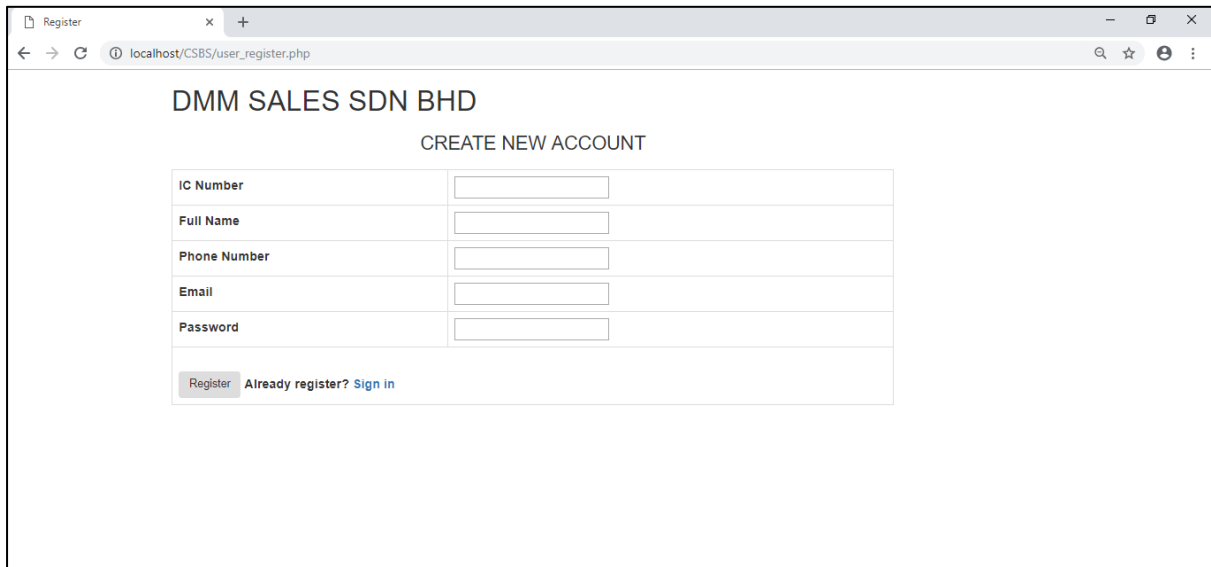 Register
localhost/CSBS/user_register.php
DMM SALES SDN BHD
CREATE NEW ACCOUNT
IC Number
Full Name
Phone Number
Email
Password
Register Already register? Sign in